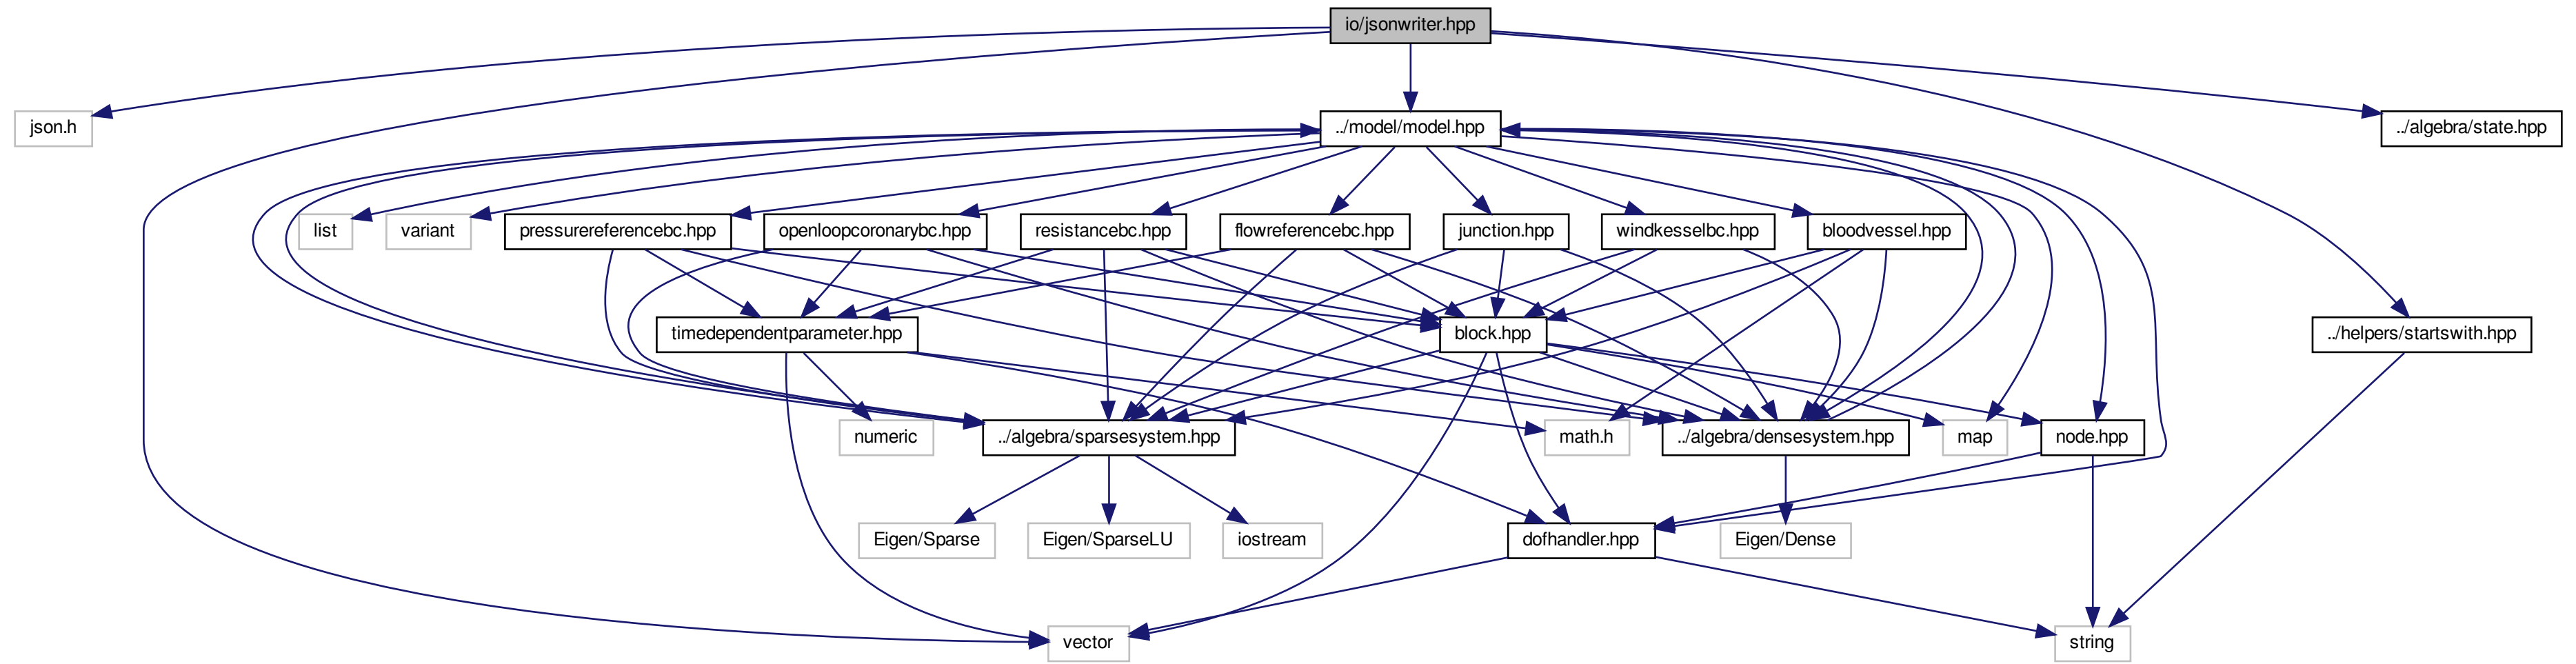 io/jsonwriter.hpp
json.h
../model/model.hpp
../algebra/state.hpp
list
variant
pressurereferencebc.hpp
openloopcoronarybc.hpp
resistancebc.hpp
flowreferencebc.hpp
junction.hpp
windkesselbc.hpp
bloodvessel.hpp
timedependentparameter.hpp
block.hpp
../helpers/startswith.hpp
numeric
../algebra/sparsesystem.hpp
math.h
../algebra/densesystem.hpp
map
node.hpp
Eigen/Sparse
Eigen/SparseLU
iostream
dofhandler.hpp
Eigen/Dense
vector
string